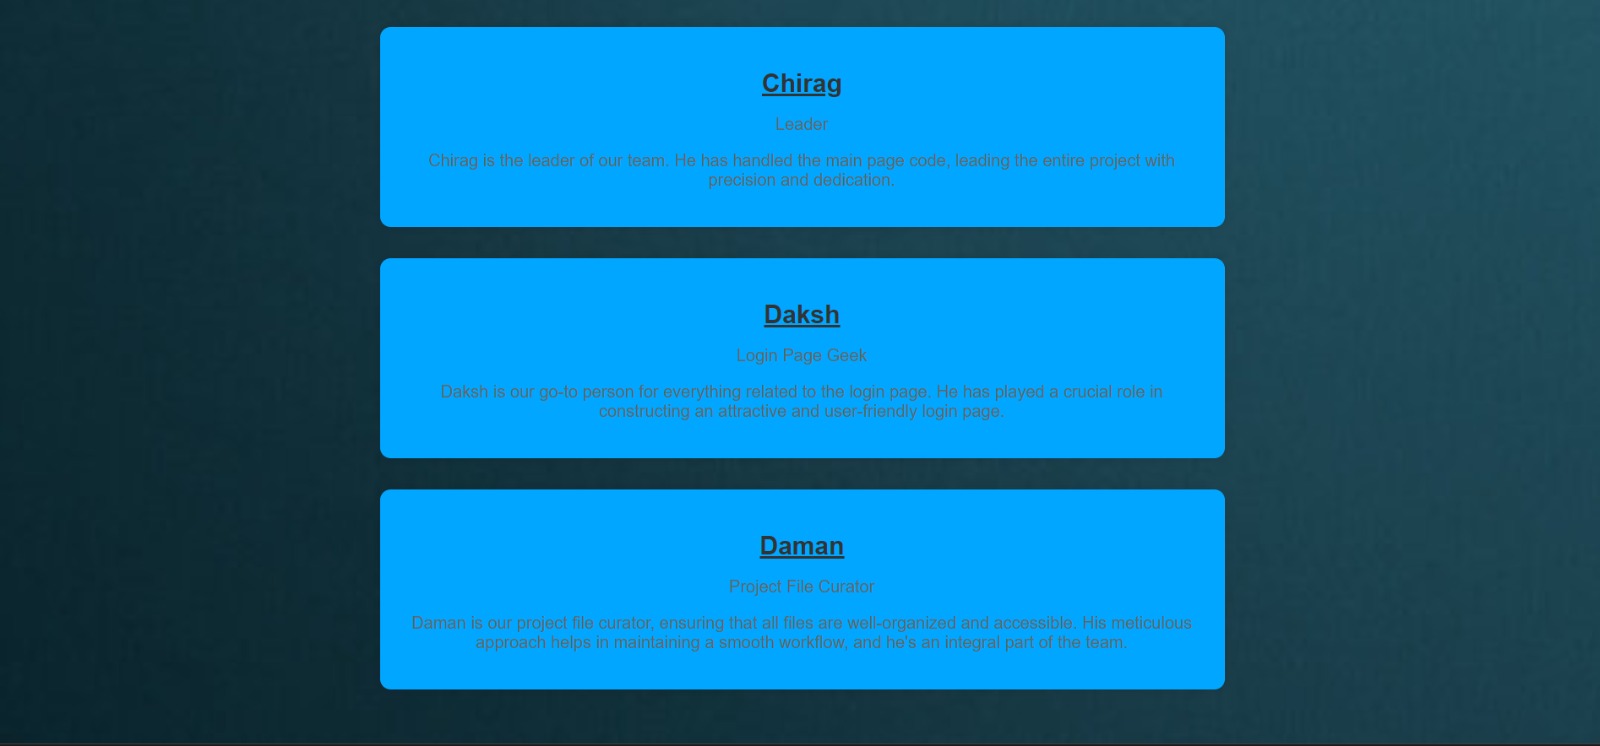 Chirag
Leader
Chirag is the leader of our team. He has handled the main page code, leading the entire project with
precision and dedication.
Daksh
Login Page Geek
Daksh is our go-to person for everything related to the login page. He has played a crucial role in
constructing an attractive and user-friendly login page.
Daman
Project File Curator
Daman is our project file curator, ensuring that all files are well-organized and accessible. His meticulous
approach helps in maintaining a smooth workflow, and he's an integral part of the team.